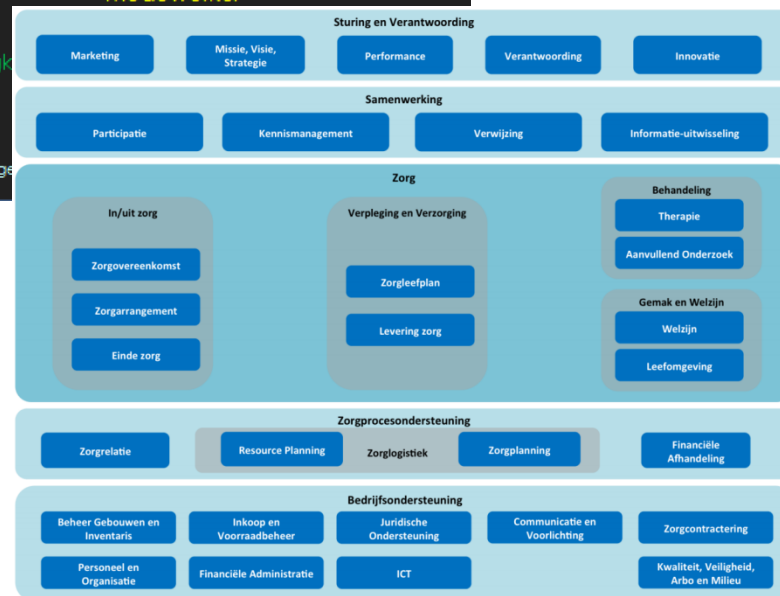 Sturing en Verantwoording
Marketing
Missie, Visie,
Strategie
Performance
Verantwoording
Innovatie
Samenwerking
Participatie
Kennismanagement
Verwijzing
Informatie-uitwisseling
Zorg
In/uit zorg
Zorgovereenkomst
Zorgarrangement
Einde zorg
Verpleging en Verzorging
Zorgleefplan
Levering zorg
Behandeling
Therapie
Aanvullend Onderzoek
Gemak en Welzijn
Welzijn
Leefomgeving
Zorgprocesondersteuning
Zorgrelatie
Resource Planning
Zorglogistiek
Zorgplanning
Financiële
Afhandeling
Bedrijfsondersteuning
Beheer Gebouwen en
Inventaris
Inkoop en
Voorraadbeheer
Juridische
Ondersteuning
Communicatie en
Voorlichting
Zorgcontractering
Personeel en
Organisatie
Financiële Administratie
ICT
Kwaliteit, Veiligheid,
Arbo en Milieu